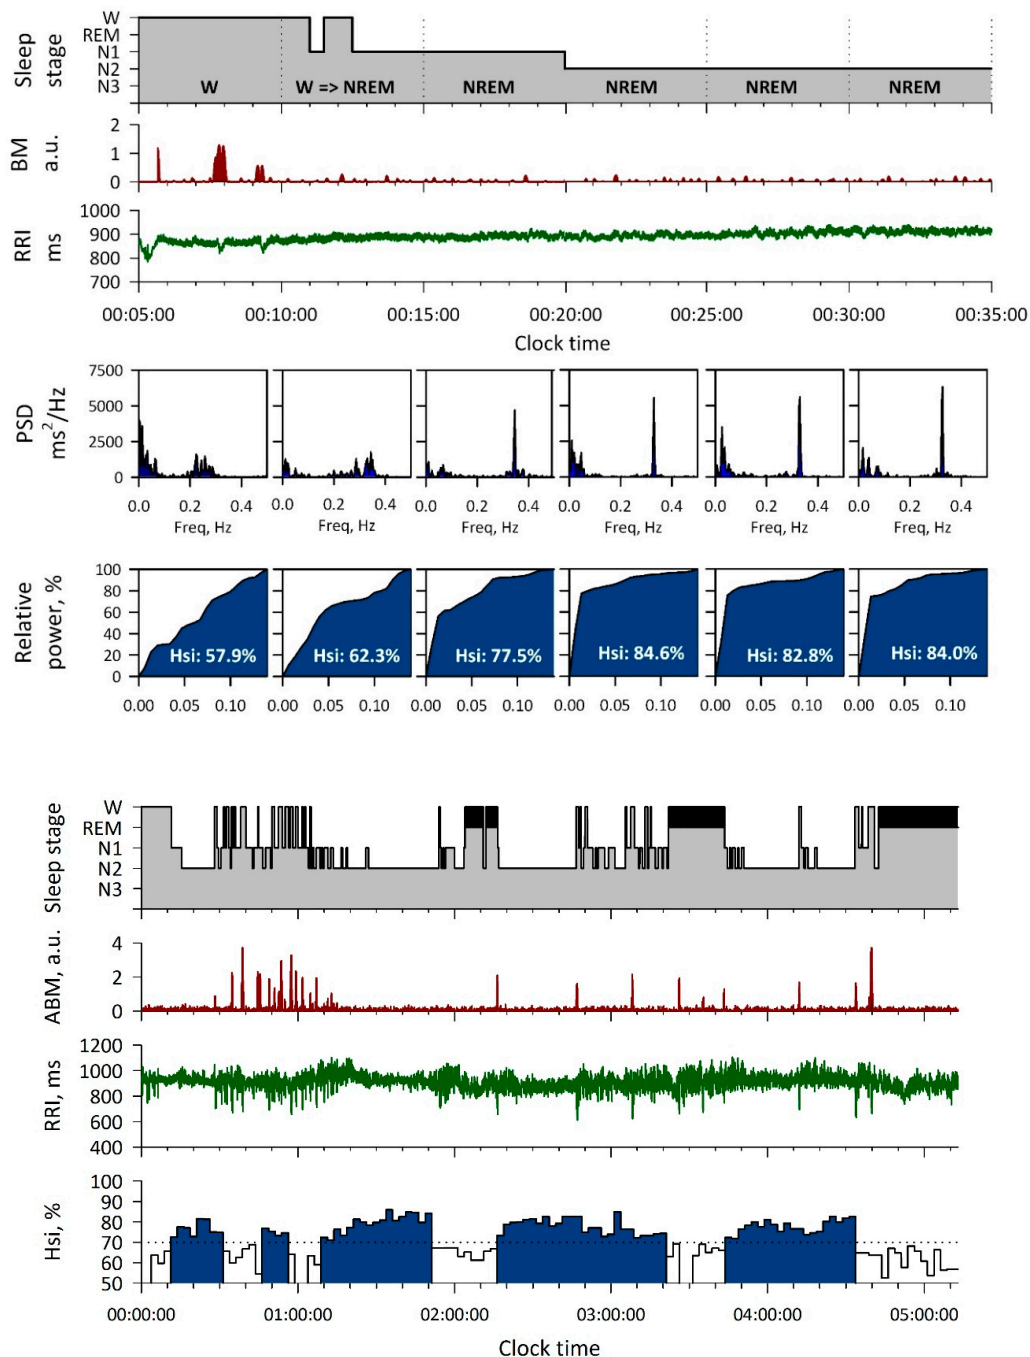 Sleep stage
W
REM
N1
N2
N3
W W => NREM NREM NREM NREM NREM
BM a.u.
2
1
0
RRI ms
1000
900
800
700
00:05:00 00:10:00 00:15:00 00:20:00 00:25:00 00:30:00 00:35:00
Clock time
PSD ms²/Hz
7500
5000
2500
0
0.0 0.2 0.4 0.0 0.2 0.4 0.0 0.2 0.4 0.0 0.2 0.4 0.0 0.2 0.4 0.0 0.2 0.4
Freq, Hz Freq, Hz Freq, Hz Freq, Hz Freq, Hz Freq, Hz
Relative power, %
100
80
60
40
20
0
Hsi: 57.9% Hsi: 62.3% Hsi: 77.5% Hsi: 84.6% Hsi: 82.8% Hsi: 84.0%
0.00 0.05 0.10 0.00 0.05 0.10 0.00 0.05 0.10 0.00 0.05 0.10 0.00 0.05 0.10 0.00 0.05 0.10
Sleep stage
W
REM
N1
N2
N3
ABM, a.u.
4
2
0
RRI, ms
1200
1000
800
600
400
Hsi, %
100
90
80
70
60
50
00:00:00 01:00:00 02:00:00 03:00:00 04:00:00 05:00:00
Clock time